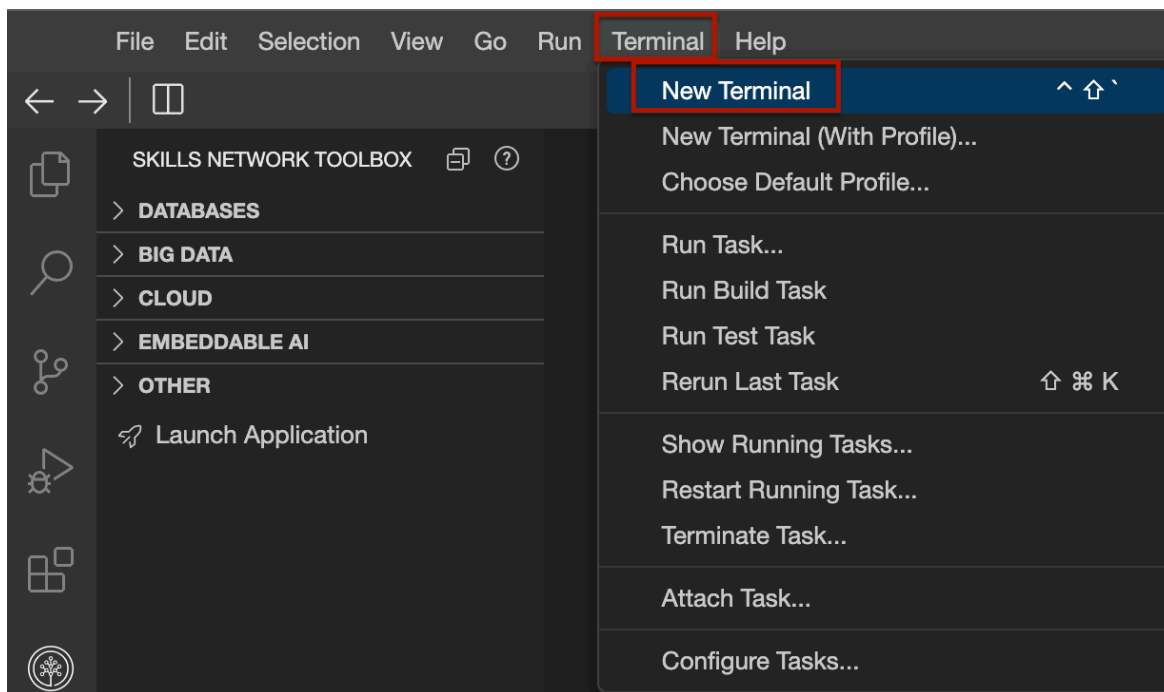 File Edit Selection View Go Run Terminal Help
New Terminal ^ ⇧ `
New Terminal (With Profile)...
Choose Default Profile...
Run Task...
Run Build Task
Run Test Task
Rerun Last Task ⇧ ⌘ K
Show Running Tasks...
Restart Running Task...
Terminate Task...
Attach Task...
Configure Tasks...
SKILLS NETWORK TOOLBOX
DATABASES
BIG DATA
CLOUD
EMBEDDABLE AI
OTHER
Launch Application